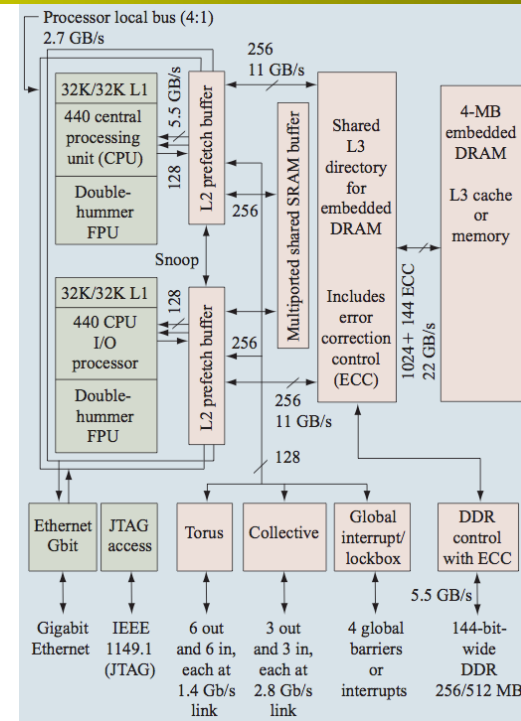 Processor local bus (4:1)
2.7 GB/s
256
11 GB/s
32K/32K L1
440 central
processing
unit (CPU)
Double-
hummer
FPU
5.5 GB/s
128
L2 prefetch buffer
256
Multiported shared SRAM buffer
Shared
L3
directory
for
embedded
DRAM
Includes
error
correction
control
(ECC)
1024+ 144 ECC
22 GB/s
4-MB
embedded
DRAM
L3 cache
or
memory
Snoop
32K/32K L1
440 CPU
I/O
processor
Double-
hummer
FPU
128
L2 prefetch buffer
256
256
11 GB/s
128
Ethernet
Gbit
JTAG
access
Torus
Collective
Global
interrupt/
lockbox
DDR
control
with ECC
5.5 GB/s
Gigabit
Ethernet
IEEE
1149.1
(JTAG)
6 out
and 6 in,
each at
1.4 Gb/s
link
3 out
and 3 in,
each at
2.8 Gb/s
link
4 global
barriers
or
interrupts
144-bit-
wide
DDR
256/512 MB